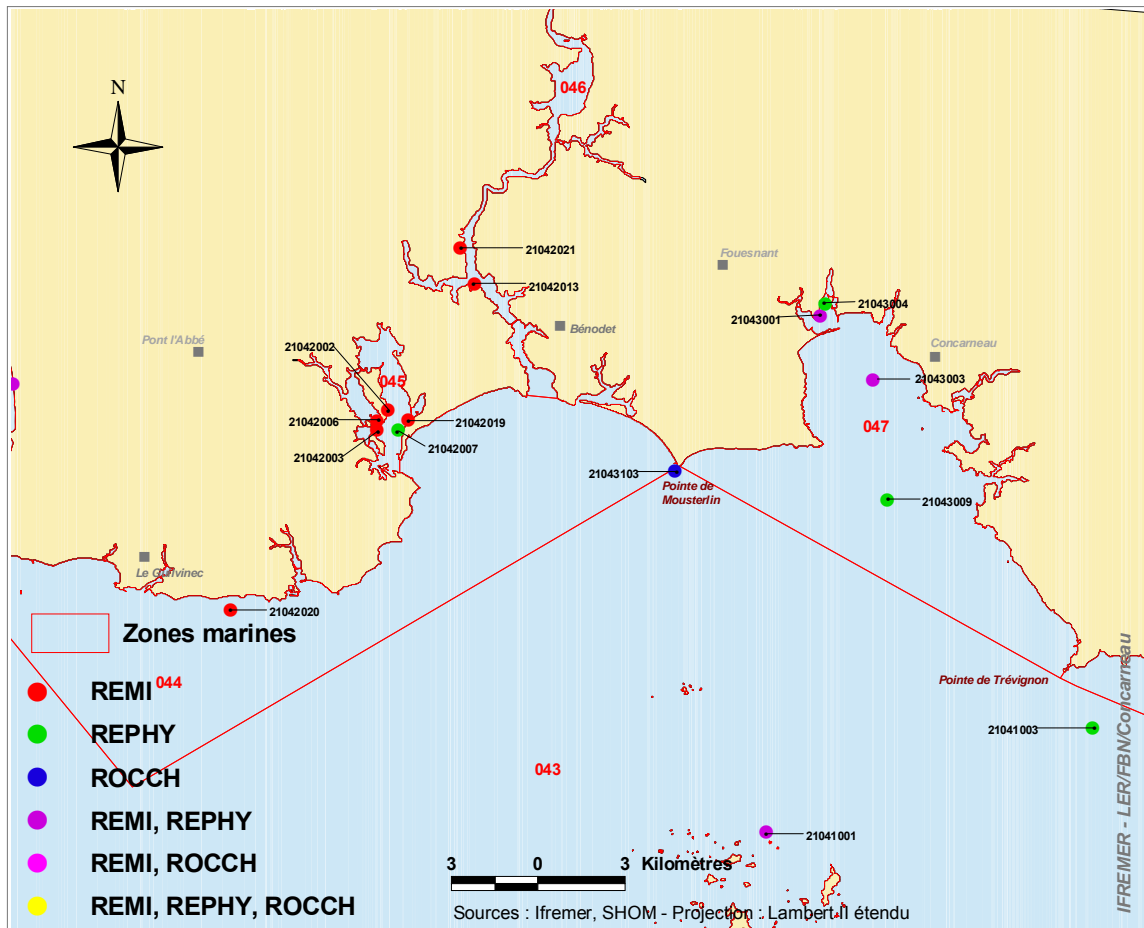 046
N
21042021
Fouesnant
21042013
21043004
21043001
Bénodet
Pont l'Abbé
21042002
Concarneau
045
21043003
21042006
21042019
047
21042003
21042007
21043103
Pointe de
Mousterlin
21043009
Le Guilvinec
21042020
Zones marines
044
REMI
Pointe de Trévignon
REPHY
21041003
043
ROCCH
REMI, REPHY
21041001
REMI, ROCCH
3 0 3 Kilomètres
REMI, REPHY, ROCCH
Sources : Ifremer, SHOM - Projection : Lambert II étendu
IFREMER - LER/FBN/Concarneau